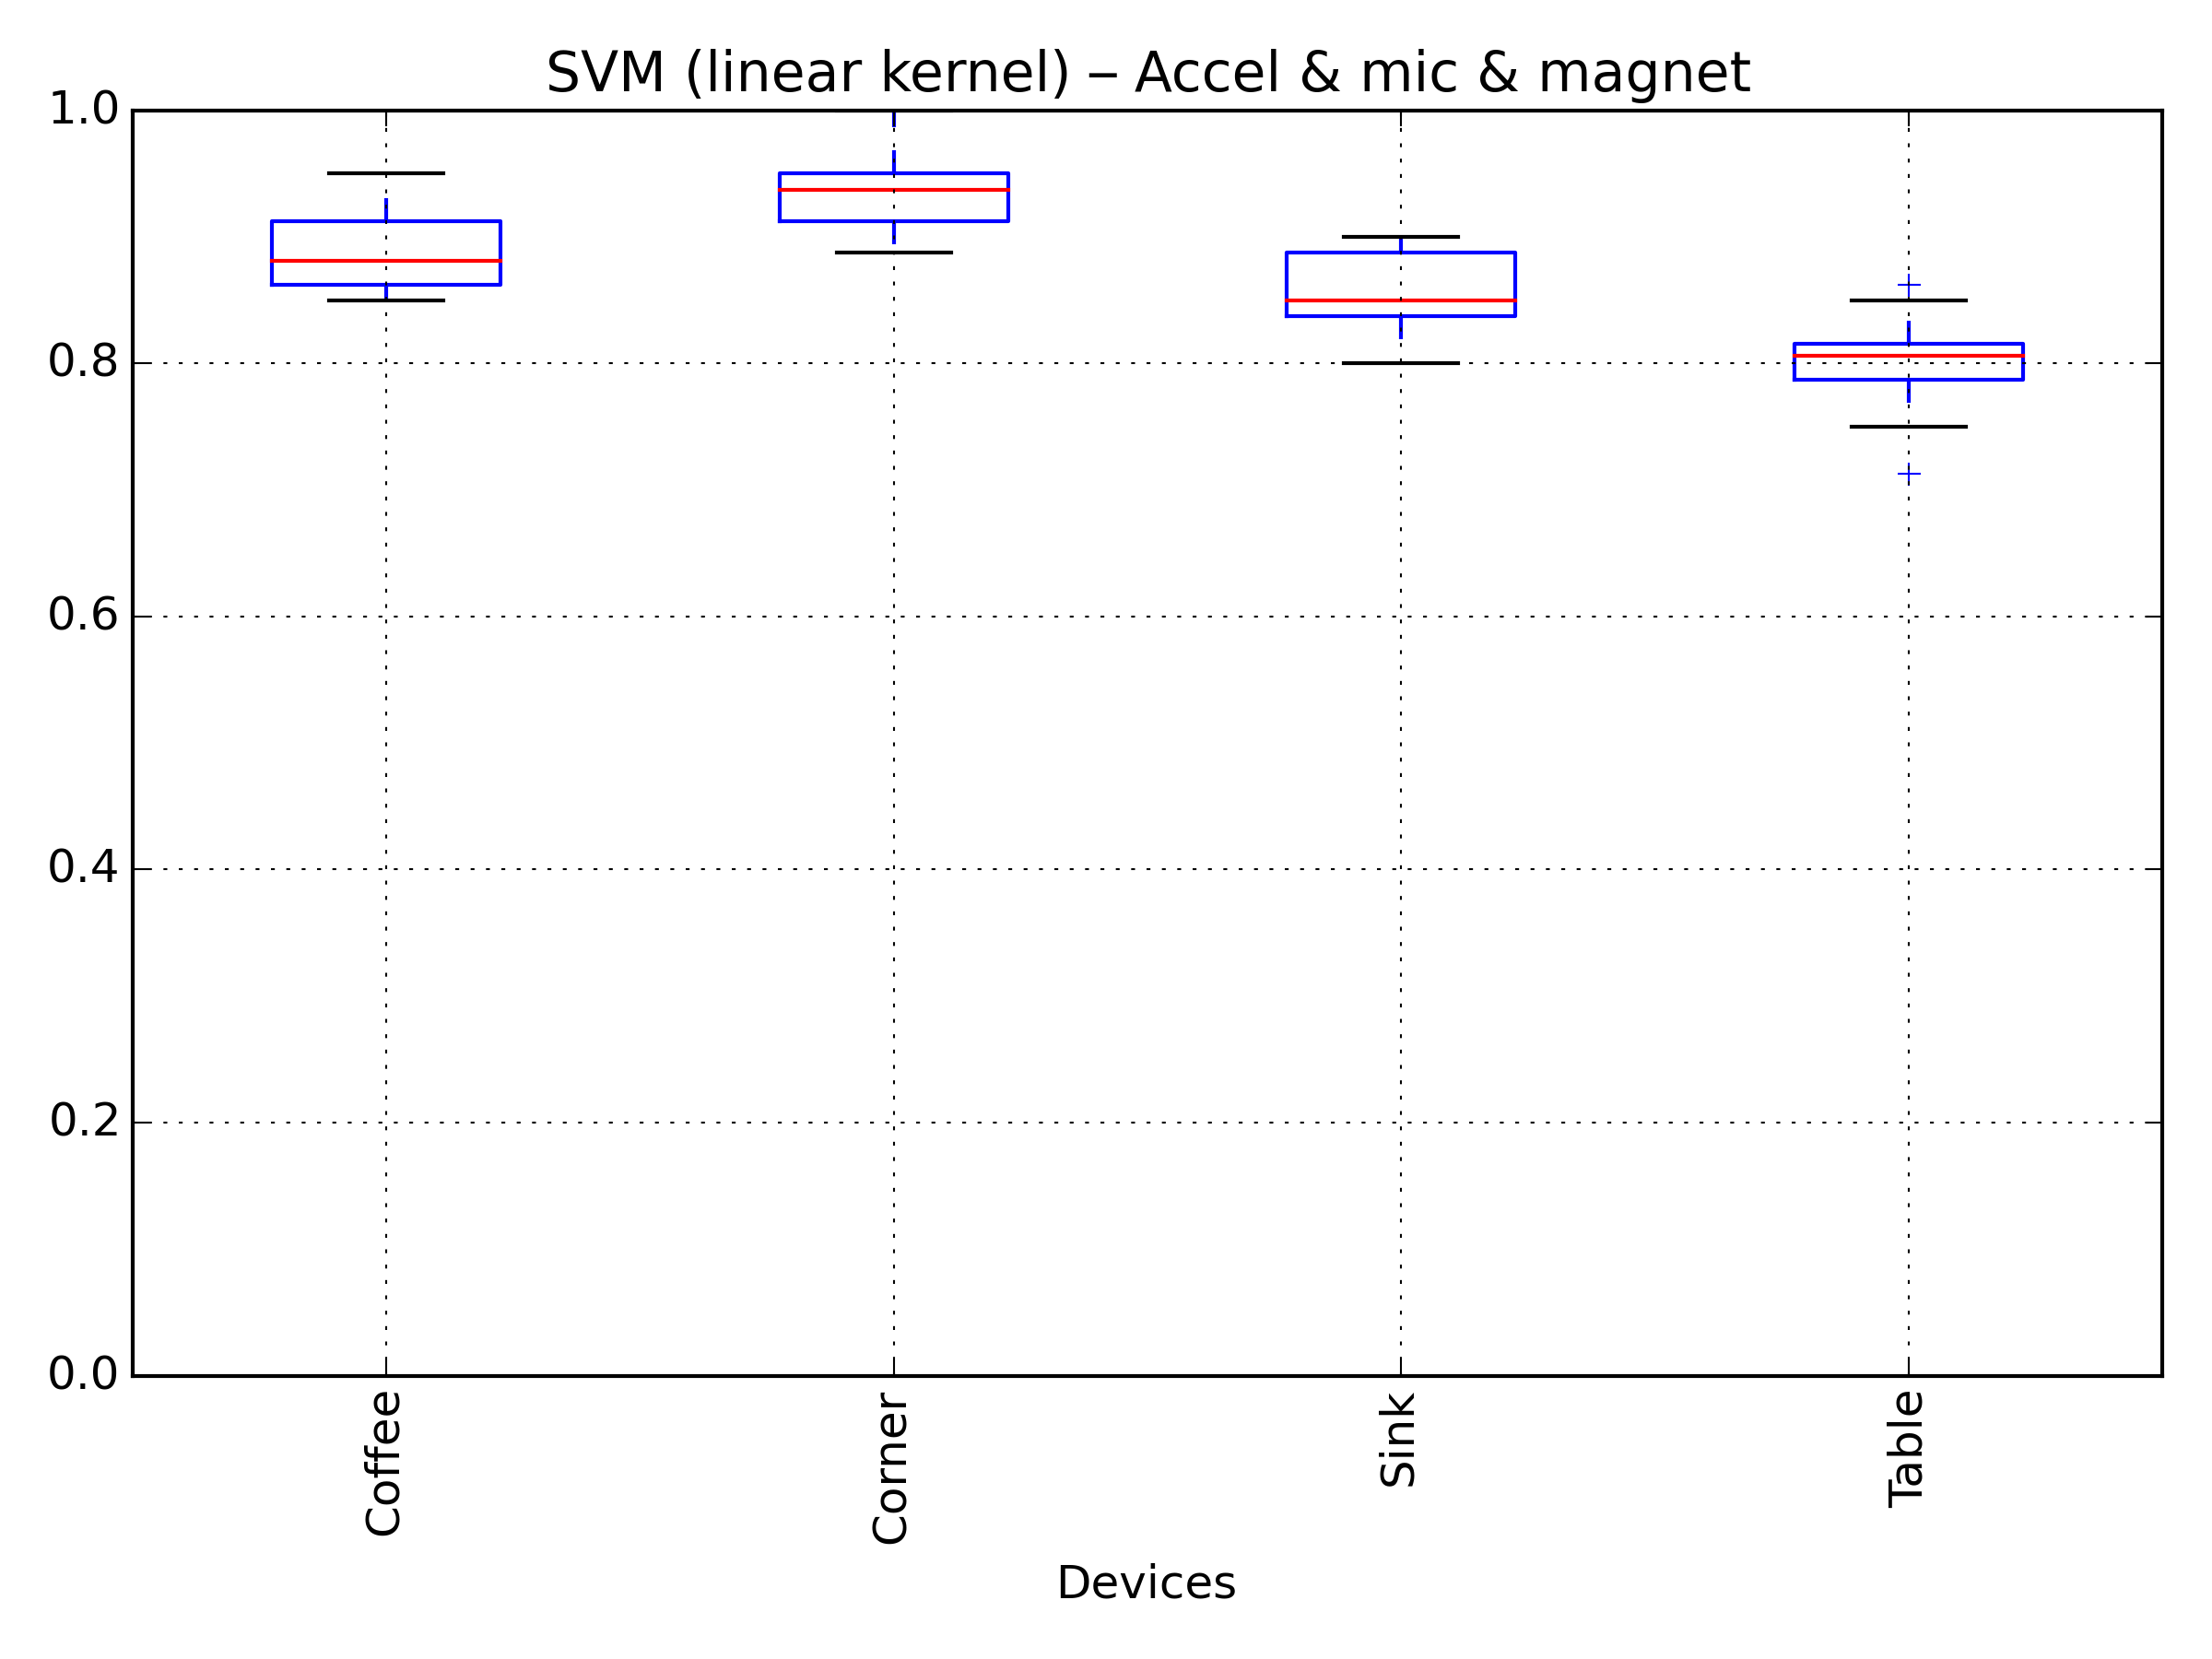 SVM (linear kernel) – Accel & mic & magnet
1.0
0.8
0.6
0.4
0.2
0.0
Coffee
Corner
Sink
Table
Devices